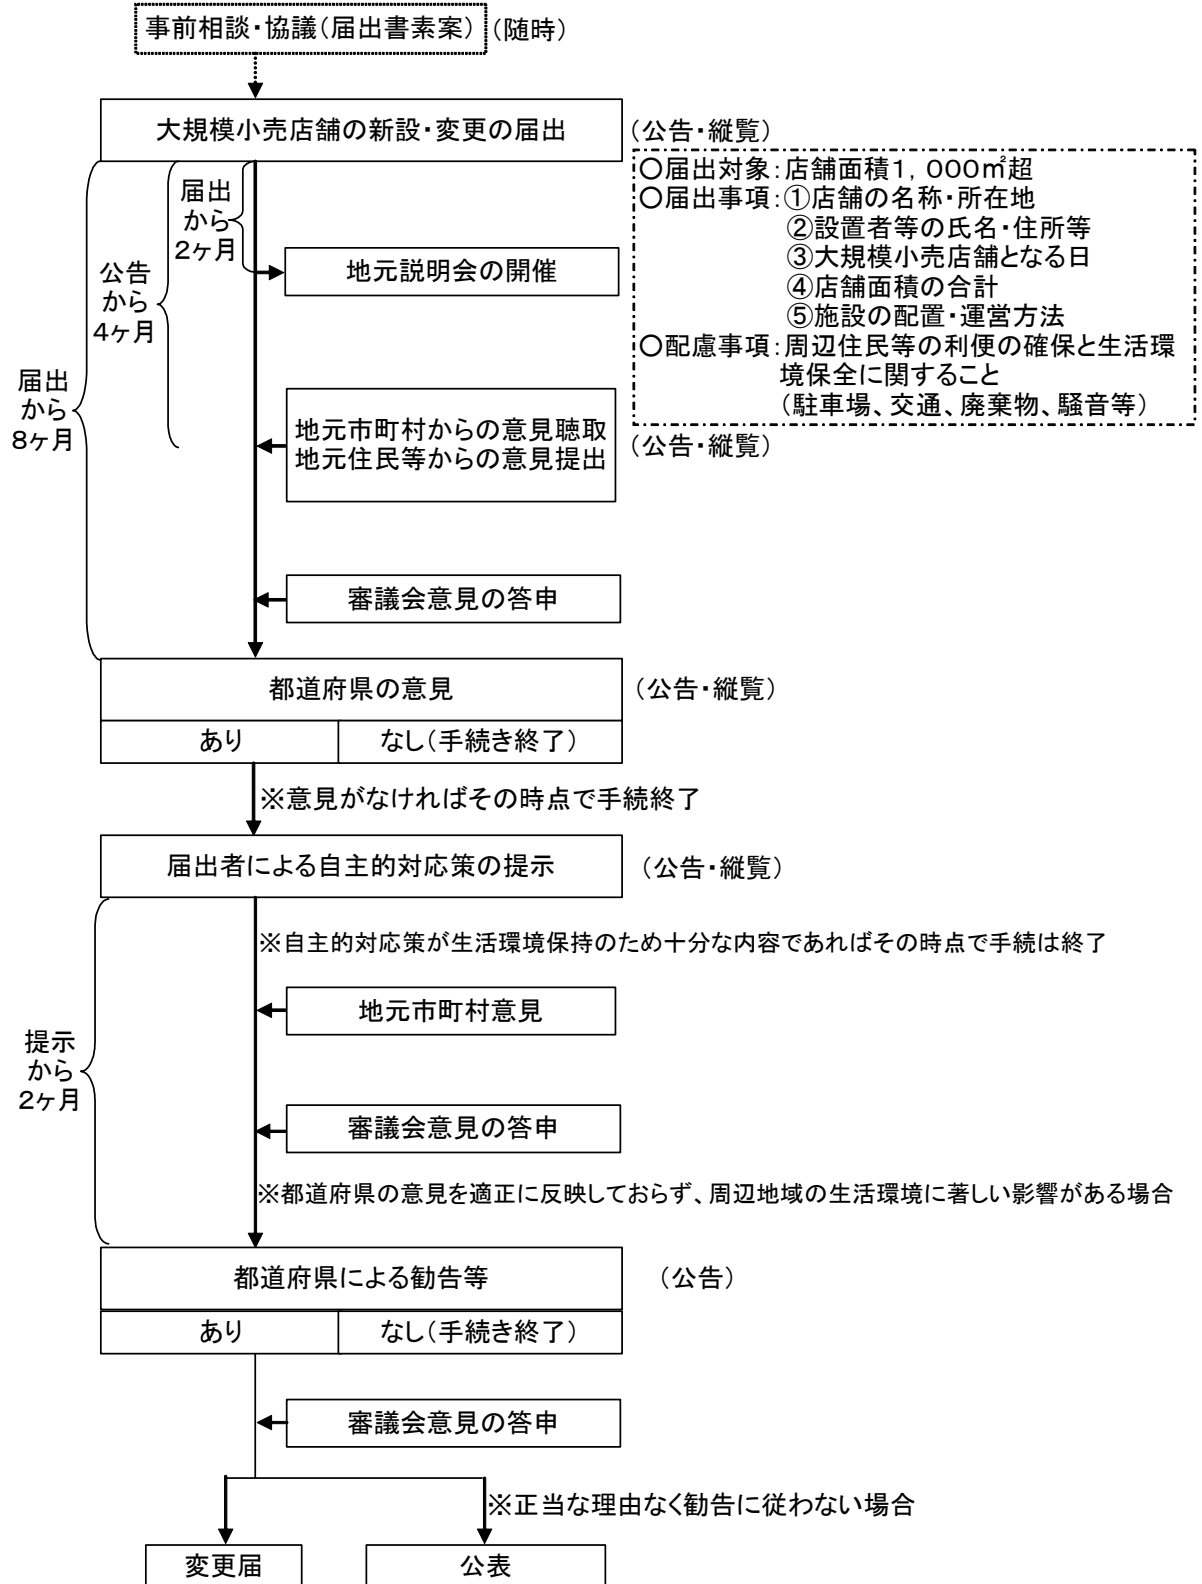 事前相談・協議（届出書素案）（随時）
大規模小売店舗の新設・変更の届出
（公告・縦覧）
○届出対象：店舗面積１，０００㎡超
○届出事項：①店舗の名称・所在地
②設置者等の氏名・住所等
③大規模小売店舗となる日
④店舗面積の合計
⑤施設の配置・運営方法
○配慮事項：周辺住民等の利便の確保と生活環
境保全に関すること
（駐車場、交通、廃棄物、騒音等）
届出
から
２ヶ月
公告
から
４ヶ月
届出
から
８ヶ月
地元説明会の開催
地元市町村からの意見聴取
地元住民等からの意見提出
（公告・縦覧）
審議会意見の答申
都道府県の意見
（公告・縦覧）
あり
なし（手続き終了）
※意見がなければその時点で手続終了
届出者による自主的対応策の提示
（公告・縦覧）
※自主的対応策が生活環境保持のため十分な内容であればその時点で手続は終了
地元市町村意見
提示
から
２ヶ月
審議会意見の答申
※都道府県の意見を適正に反映しておらず、周辺地域の生活環境に著しい影響がある場合
都道府県による勧告等
（公告）
あり
なし（手続き終了）
審議会意見の答申
※正当な理由なく勧告に従わない場合
変更届
公表